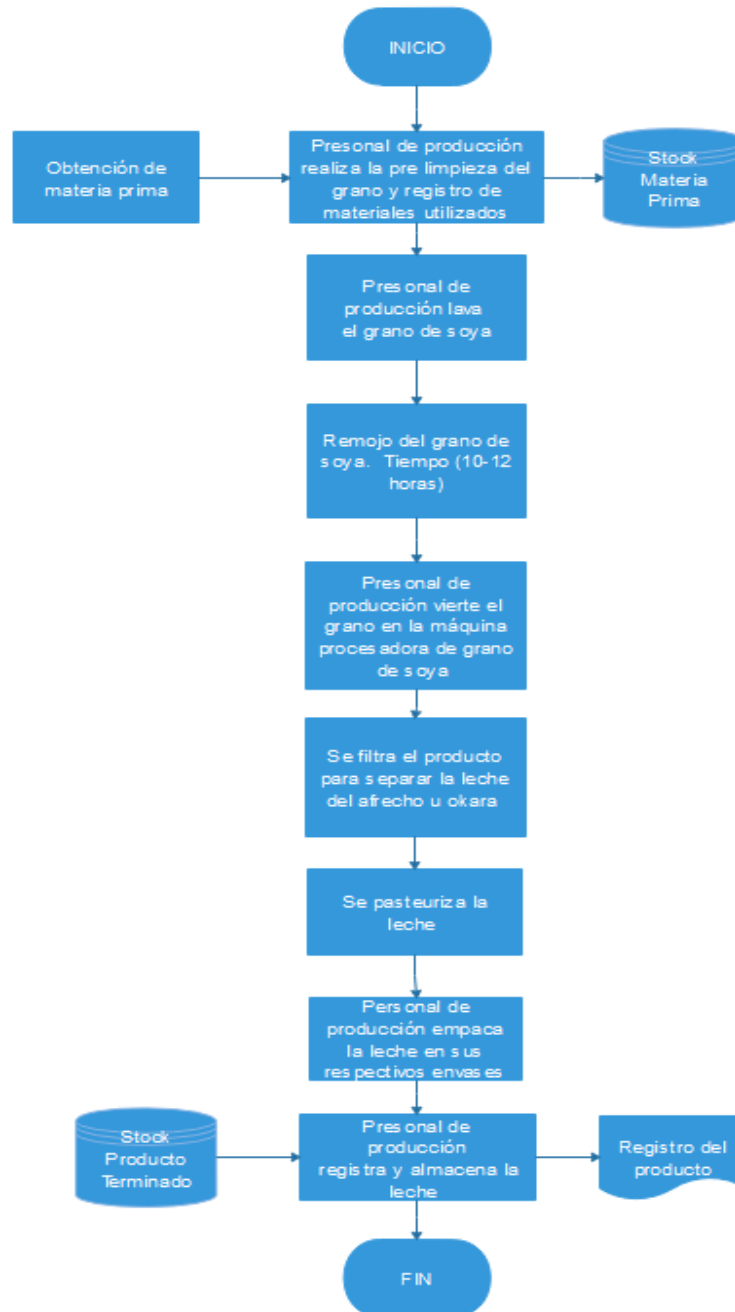 INICIO
Obtención de
materia prima
Presonal de producción
realiza la pre limpieza del
grano y registro de
materiales utilizados
Stock
Materia
Prima
Presonal de
producción lava
el grano de soya
Remojo del grano de
soya. Tiempo (10-12
horas)
Presonal de
producción vierte el
grano en la máquina
procesadora de grano
de soya
Se filtra el producto
para separar la leche
del afrecho u okara
Se pasteuriza la
leche
Personal de
producción empaca
la leche en sus
respectivos envases
Stock
Producto
Terminado
Presonal de
producción
registra y almacena la
leche
Registro del
producto
FIN